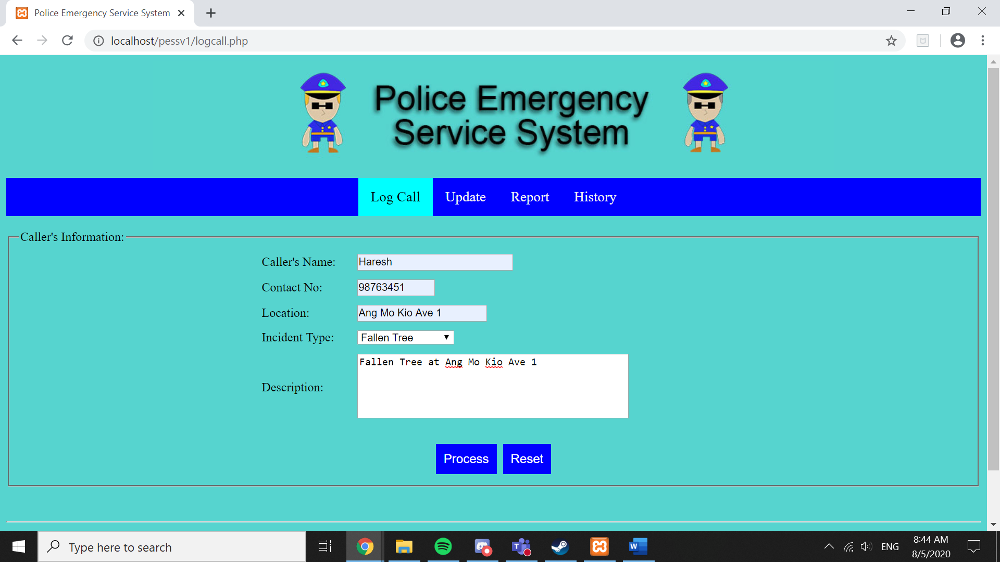 Police Emergency Service System
localhost/pessv1/logcall.php
Police Emergency
Service System
Log Call Update Report History
Caller's Information:
Caller's Name: Haresh
Contact No: 98763451
Location: Ang Mo Kio Ave 1
Incident Type: Fallen Tree
Fallen Tree at Ang Mo Kio Ave 1
Description:
Process Reset
Type here to search
ENG
8:44 AM
8/5/2020